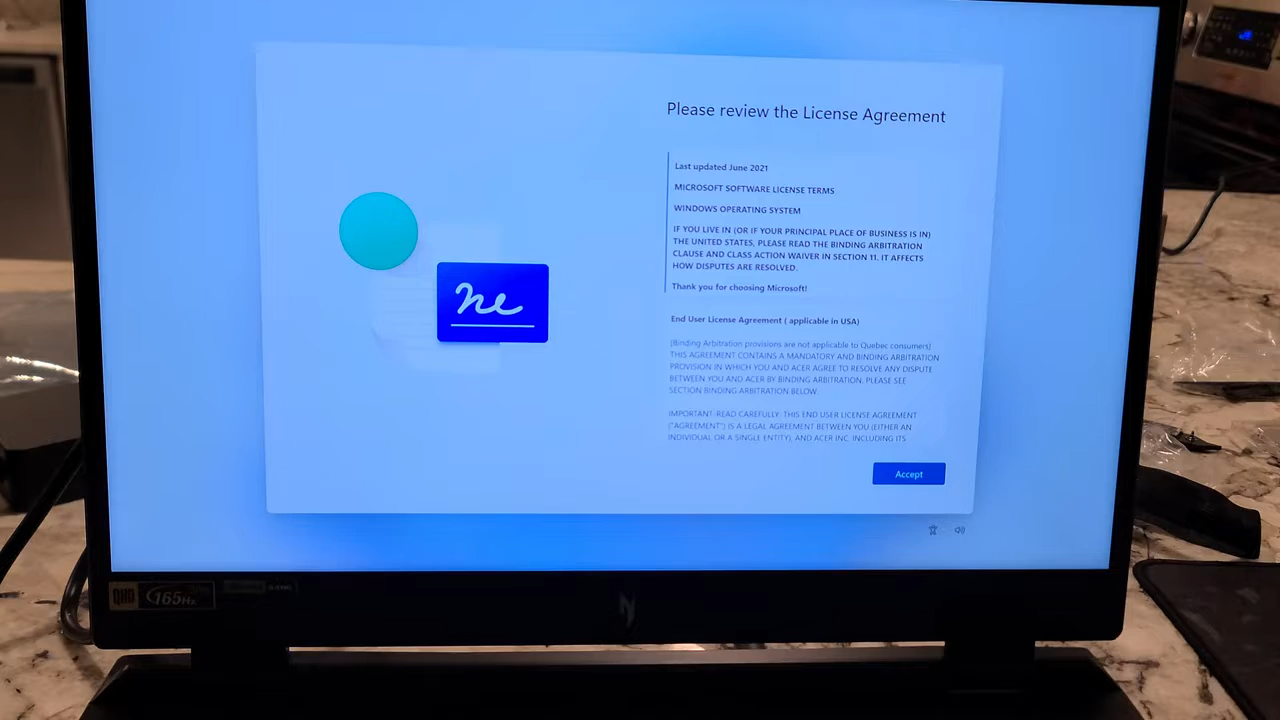 Please review the License Agreement
Last updated June 2021
MICROSOFT SOFTWARE LICENSE TERMS
WINDOWS OPERATING SYSTEM
IF YOU LIVE IN (OR IF YOUR PRINCIPAL PLACE OF BUSINESS IS IN)
THE UNITED STATES, PLEASE READ THE BINDING ARBITRATION
CLAUSE AND CLASS ACTION WAIVER IN SECTION 11. IT AFFECTS
HOW DISPUTES ARE RESOLVED.
Thank you for choosing Microsoft!
End User License Agreement ( applicable in USA)
[Binding Arbitration provisions are not applicable to Quebec consumers]
THIS AGREEMENT CONTAINS A MANDATORY AND BINDING ARBITRATION
PROVISION IN WHICH YOU AND ACER AGREE TO RESOLVE ANY DISPUTE
BETWEEN YOU AND ACER BY BINDING ARBITRATION, PLEASE SEE
SECTION BINDING ARBITRATION BELOW
IMPORTANT-READ CAREFULLY: THIS END USER LICENSE AGREEMENT
("AGREEMENT") IS A LEGAL AGREEMENT BETWEEN YOU (EITHER AN
INDIVIDUAL OR A SINGLE ENTITY), AND ACER INC. INCLUDING ITS
Accept
QHD 165Hz